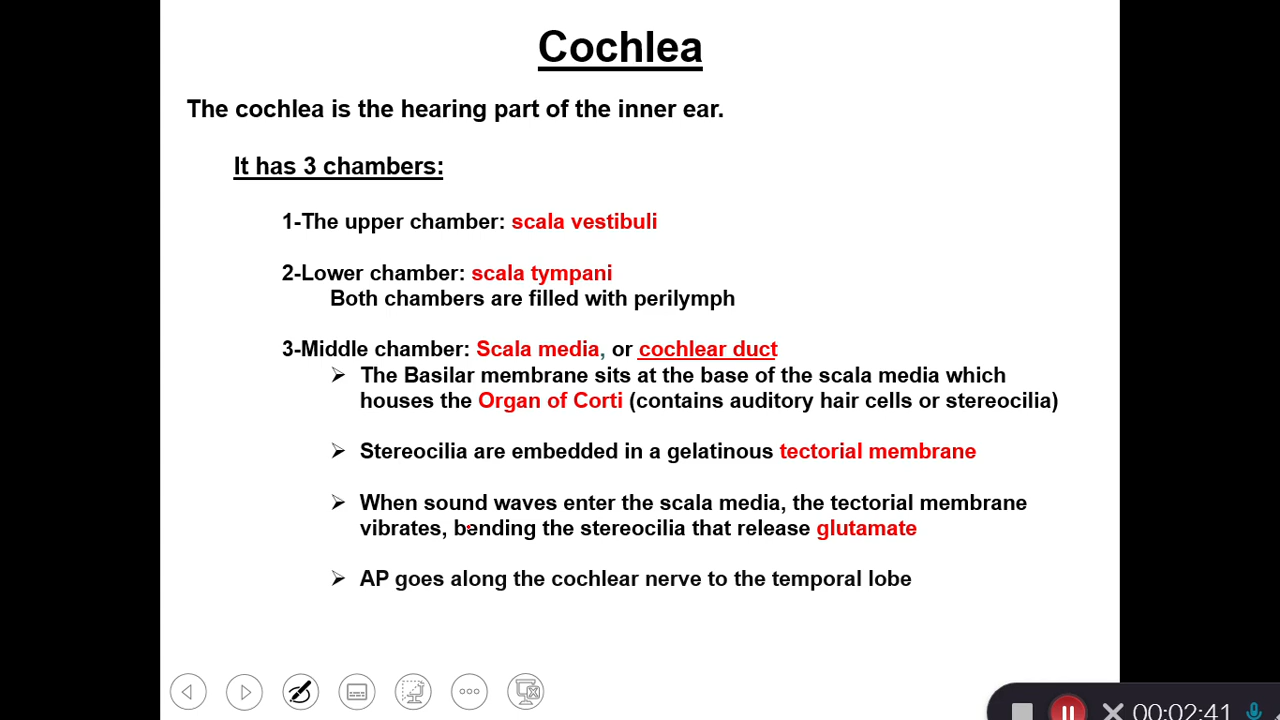 Cochlea
The cochlea is the hearing part of the inner ear.
It has 3 chambers:
1-The upper chamber: scala vestibuli
2-Lower chamber: scala tympani
Both chambers are filled with perilymph
3-Middle chamber: Scala media, or cochlear duct
➢ The Basilar membrane sits at the base of the scala media which
houses the Organ of Corti (contains auditory hair cells or stereocilia)
➢ Stereocilia are embedded in a gelatinous tectorial membrane
➢ When sound waves enter the scala media, the tectorial membrane
vibrates, bending the stereocilia that release glutamate
➢ AP goes along the cochlear nerve to the temporal lobe
00:02:41